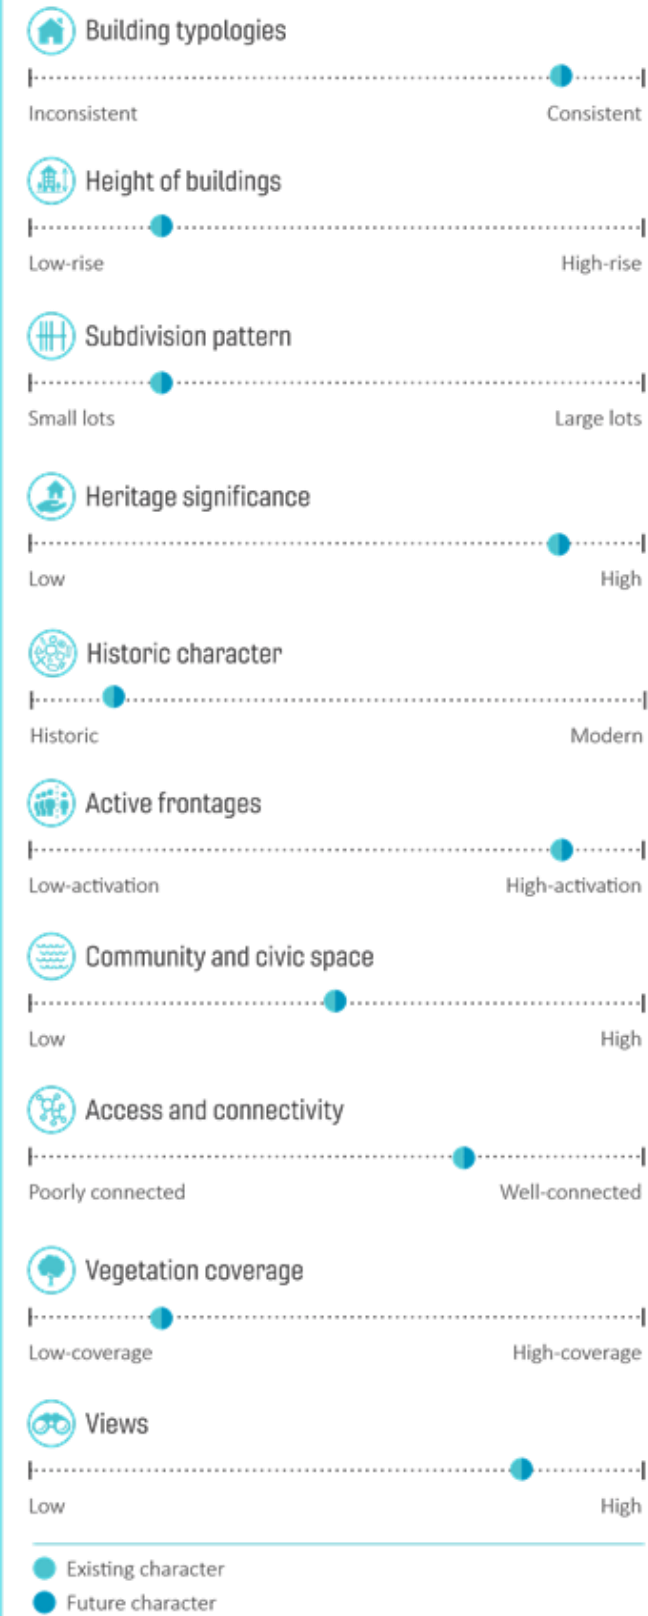 Building typologies
Inconsistent Consistent
Height of buildings
Low-rise High-rise
Subdivision pattern
Small lots Large lots
Heritage significance
Low High
Historic character
Historic Modern
Active frontages
Low-activation High-activation
Community and civic space
Low High
Access and connectivity
Poorly connected Well-connected
Vegetation coverage
Low-coverage High-coverage
Views
Low High
Existing character
Future character